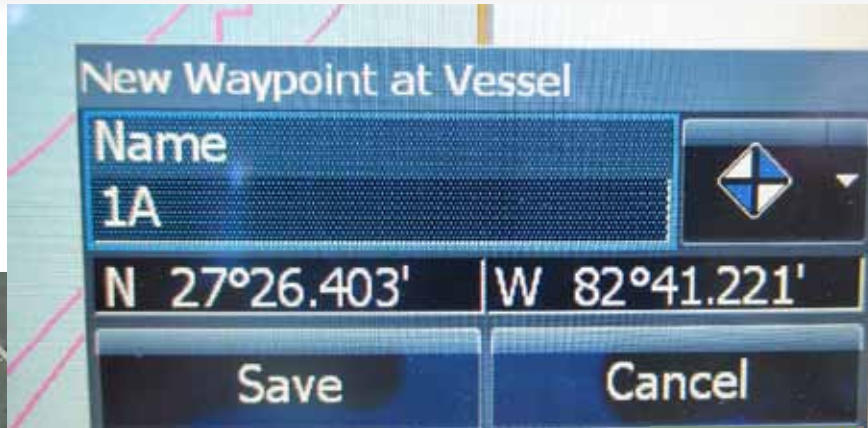 New Waypoint at Vessel
Name
1A
N 27°26.403' W 82°41.221'
Save Cancel